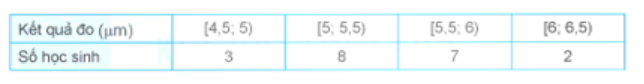 Kết quả đo (μm) [4,5; 5) [5; 5,5) [5,5; 6) [6; 6,5)
Số học sinh 3 8 7 2